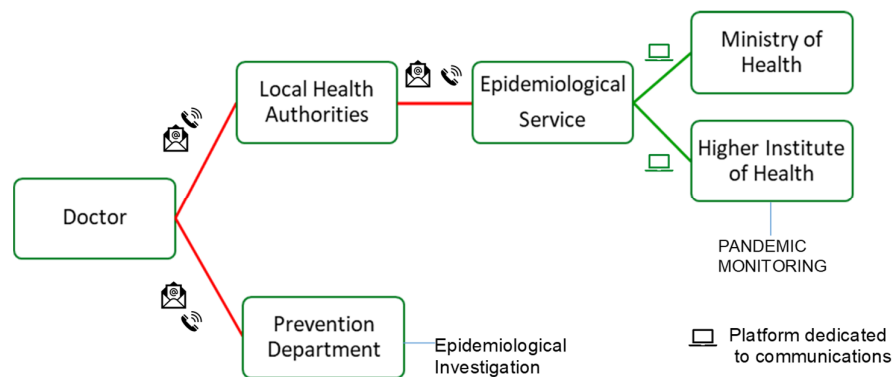 Ministry of
Health
Local Health
Authorities
Epidemiological
Service
Higher Institute
of Health
Doctor
PANDEMIC
MONITORING
Prevention
Department
Epidemiological
Investigation
Platform dedicated
to communications